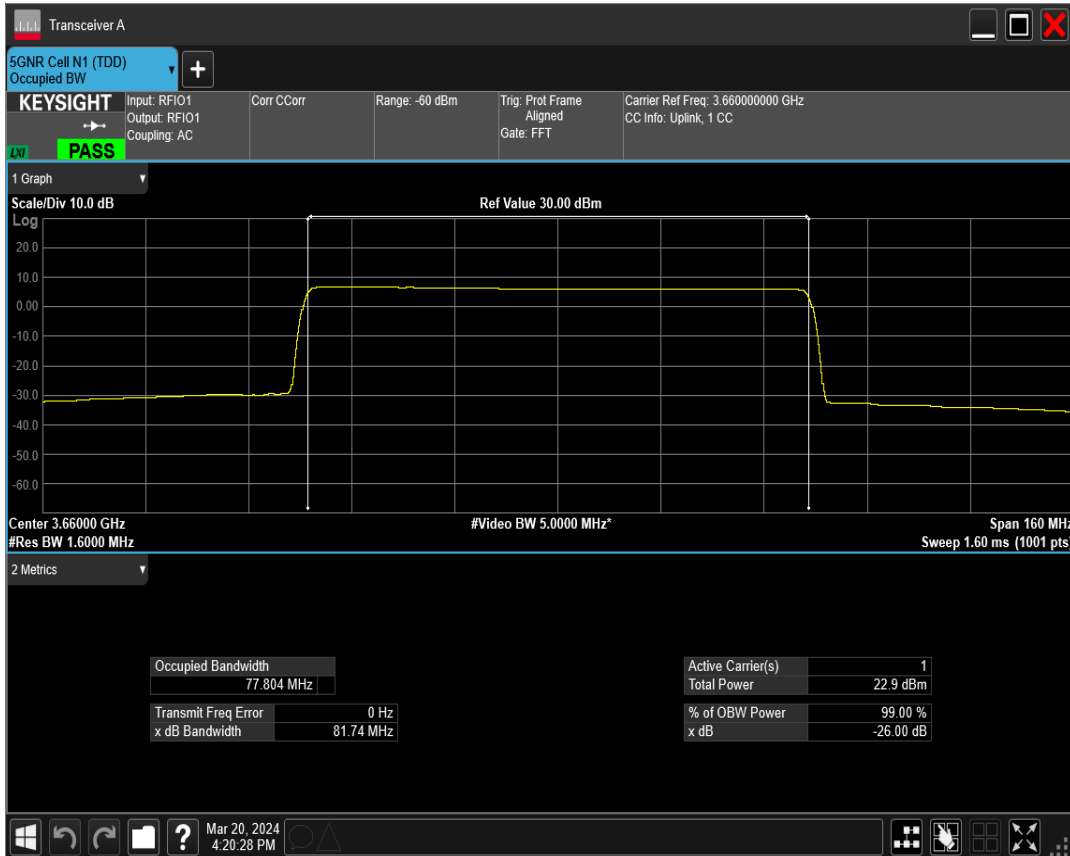 Transceiver A
5GNR Cell N1 (TDD)
Occupied BW
+
KEYSIGHT
LXI
PASS
Input: RFIO1
Output: RFIO1
Coupling: AC
Corr CCorr
Range: -60 dBm
Trig: Prot Frame
Aligned
Gate: FFT
Carrier Ref Freq: 3.660000000 GHz
CC Info: Uplink, 1 CC
1 Graph
Scale/Div 10.0 dB
Ref Value 30.00 dBm
Log
20.0
10.0
0.00
-10.0
-20.0
-30.0
-40.0
-50.0
-60.0
Center 3.66000 GHz
#Video BW 5.0000 MHz*
Span 160 MHz
#Res BW 1.6000 MHz
Sweep 1.60 ms (1001 pts)
2 Metrics
Occupied Bandwidth
77.804 MHz
Transmit Freq Error 0 Hz
x dB Bandwidth 81.74 MHz
Active Carrier(s) 1
Total Power 22.9 dBm
% of OBW Power 99.00 %
x dB -26.00 dB
?
Mar 20, 2024
4:20:28 PM